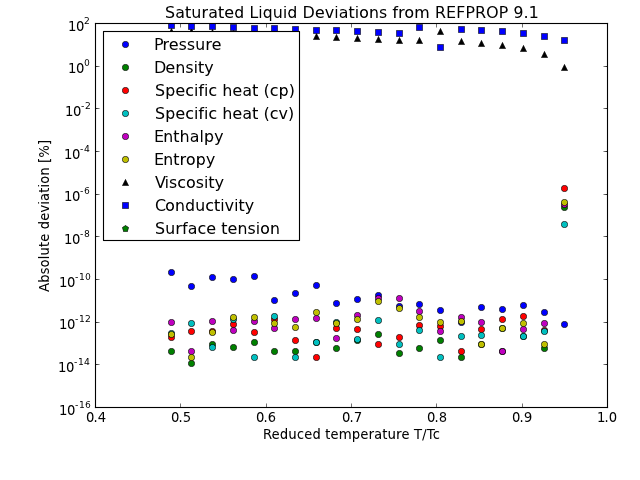 Saturated Liquid Deviations from REFPROP 9.1
10^2
10^0
10^-2
10^-4
10^-6
10^-8
10^-10
10^-12
10^-14
10^-16
Absolute deviation [%]
Pressure
Density
Specific heat (cp)
Specific heat (cv)
Enthalpy
Entropy
Viscosity
Conductivity
Surface tension
0.4 0.5 0.6 0.7 0.8 0.9 1.0
Reduced temperature T/Tc